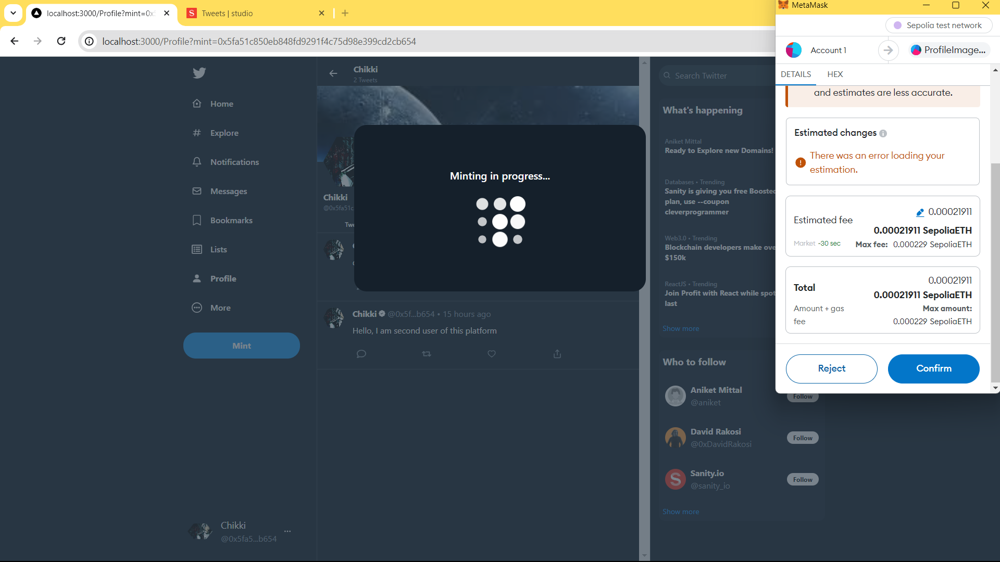 localhost:3000/Profile?mint=0x5
Tweets | studio
localhost:3000/Profile?mint=0x5fa51c850eb848fd9291f4c75d98e399cd2cb654
Home
Explore
Notifications
Messages
Bookmarks
Lists
Profile
More
Mint
Chikki
@0x5fa5...b654
Chikki
2 Tweets
Chikki
@0x5fa51c
Twe
Minting in progress...
Chikki @0x5f...b654 • 15 hours ago
Hello, I am second user of this platform
Search Twitter
What's happening
Aniket Mittal
Ready to Explore new Domains!
Databases • Trending
Sanity is giving you free Boosted
plan, use --coupon
cleverprogrammer
Web3.0 • Trending
Blockchain developers make ove
$150k
ReactJS • Trending
Join Profit with React while spot
last
Show more
Who to follow
Aniket Mittal
@aniket
Follow
David Rakosi
@0xDavidRakosi
Follow
Sanity.io
@sanity_io
Follow
Show more
MetaMask
Sepolia test network
Account 1
ProfileImage...
DETAILS
HEX
and estimates are less accurate.
Estimated changes
There was an error loading your
estimation.
Estimated fee
0.00021911
0.00021911 SepoliaETH
Market ~30 sec
Max fee: 0.000229 SepoliaETH
Total
0.00021911
0.00021911 SepoliaETH
Amount + gas
fee
Max amount:
0.000229 SepoliaETH
Reject
Confirm